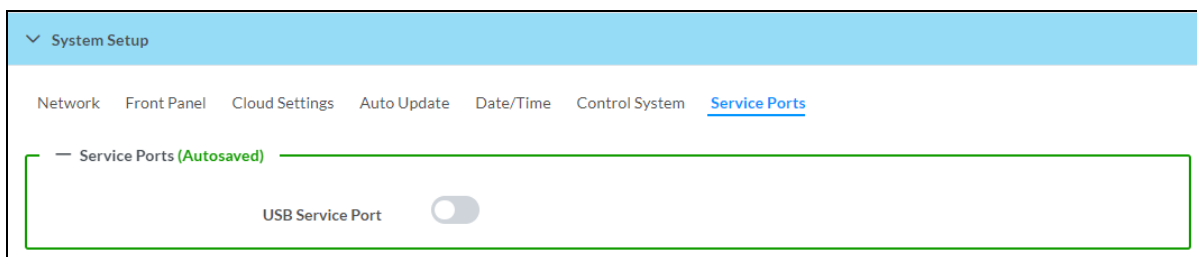 System Setup
Network Front Panel Cloud Settings Auto Update Date/Time Control System Service Ports
Service Ports (Autosaved)
USB Service Port